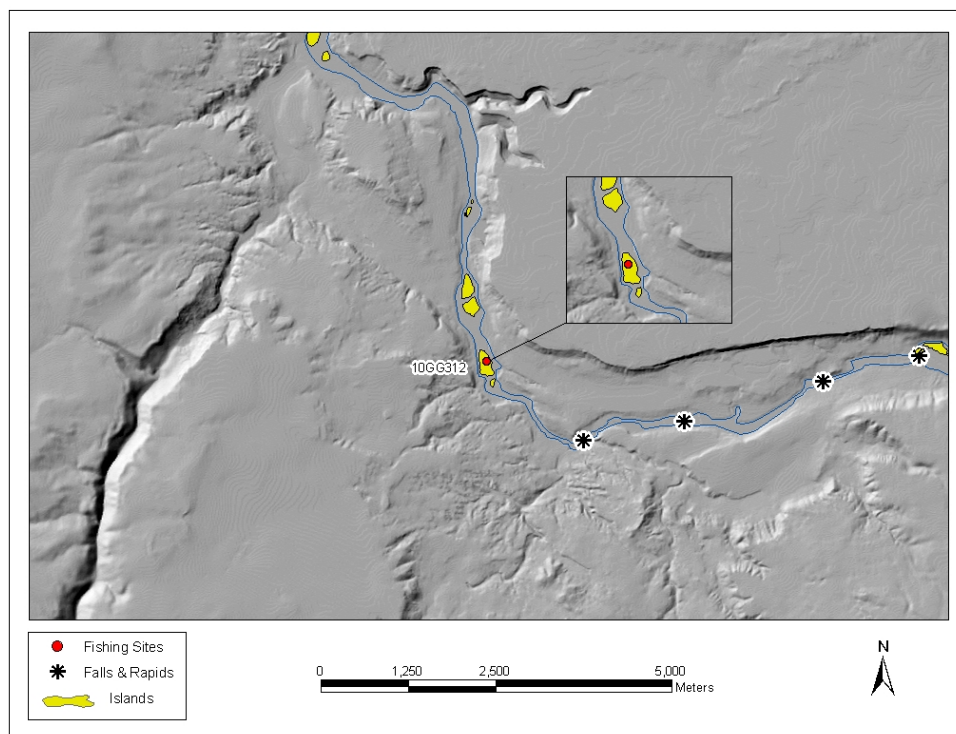 10GG312
Fishing Sites
Falls & Rapids
Islands
0 1,250 2,500 5,000
Meters
N